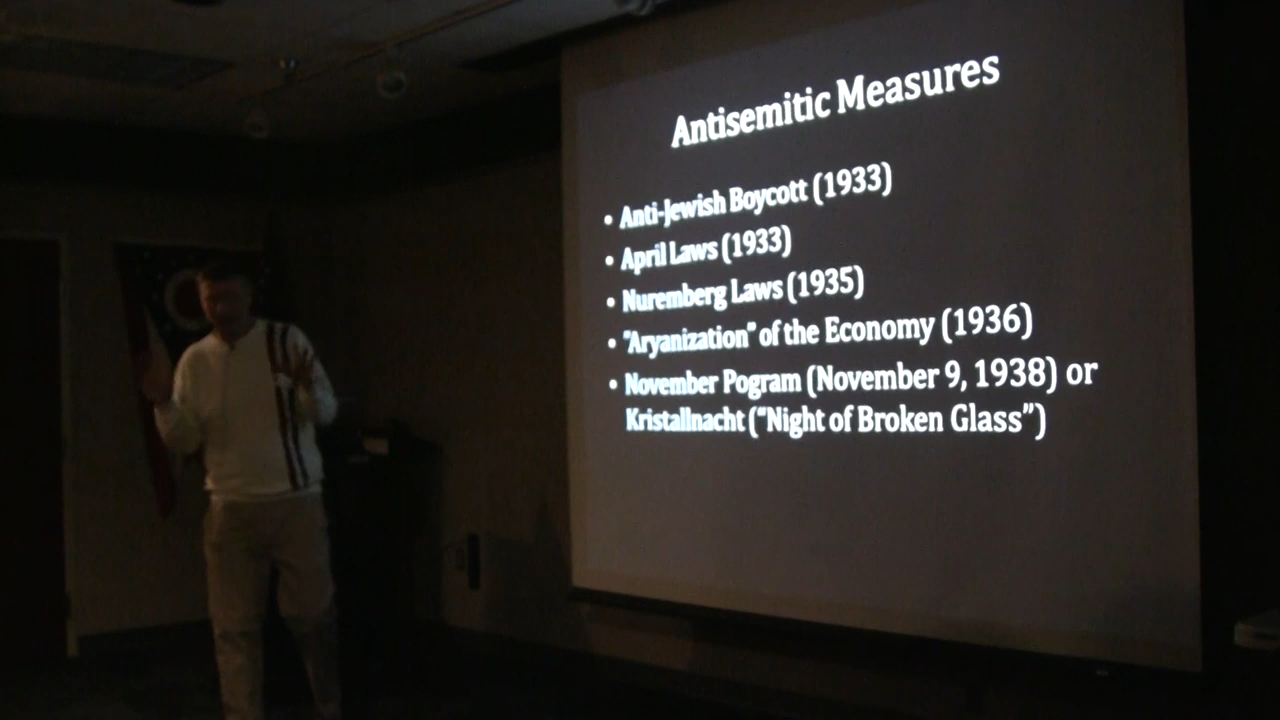 Antisemitic Measures
• Anti-Jewish Boycott (1933)
• April Laws (1933)
• Nuremberg Laws (1935)
• "Aryanization" of the Economy (1936)
• November Pogram (November 9, 1938) or
Kristallnacht ("Night of Broken Glass")